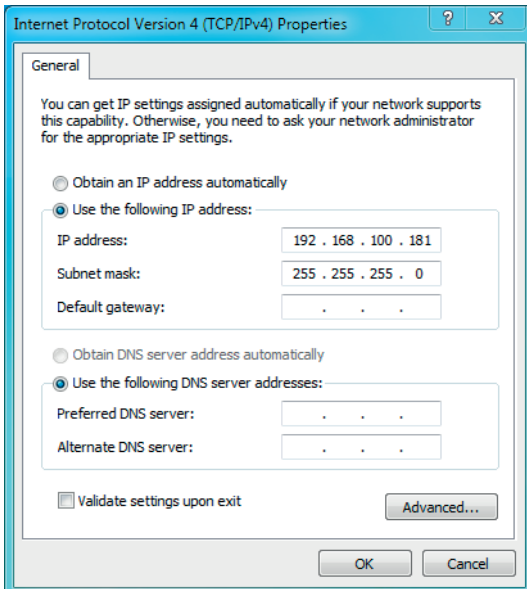 Internet Protocol Version 4 (TCP/IPv4) Properties
?
General
You can get IP settings assigned automatically if your network supports
this capability. Otherwise, you need to ask your network administrator
for the appropriate IP settings.
Obtain an IP address automatically
Use the following IP address:
IP address: 192 . 168 . 100 . 181
Subnet mask: 255 . 255 . 255 . 0
Default gateway: . . .
Obtain DNS server address automatically
Use the following DNS server addresses:
Preferred DNS server: . . .
Alternate DNS server: . . .
Validate settings upon exit
Advanced...
OK Cancel